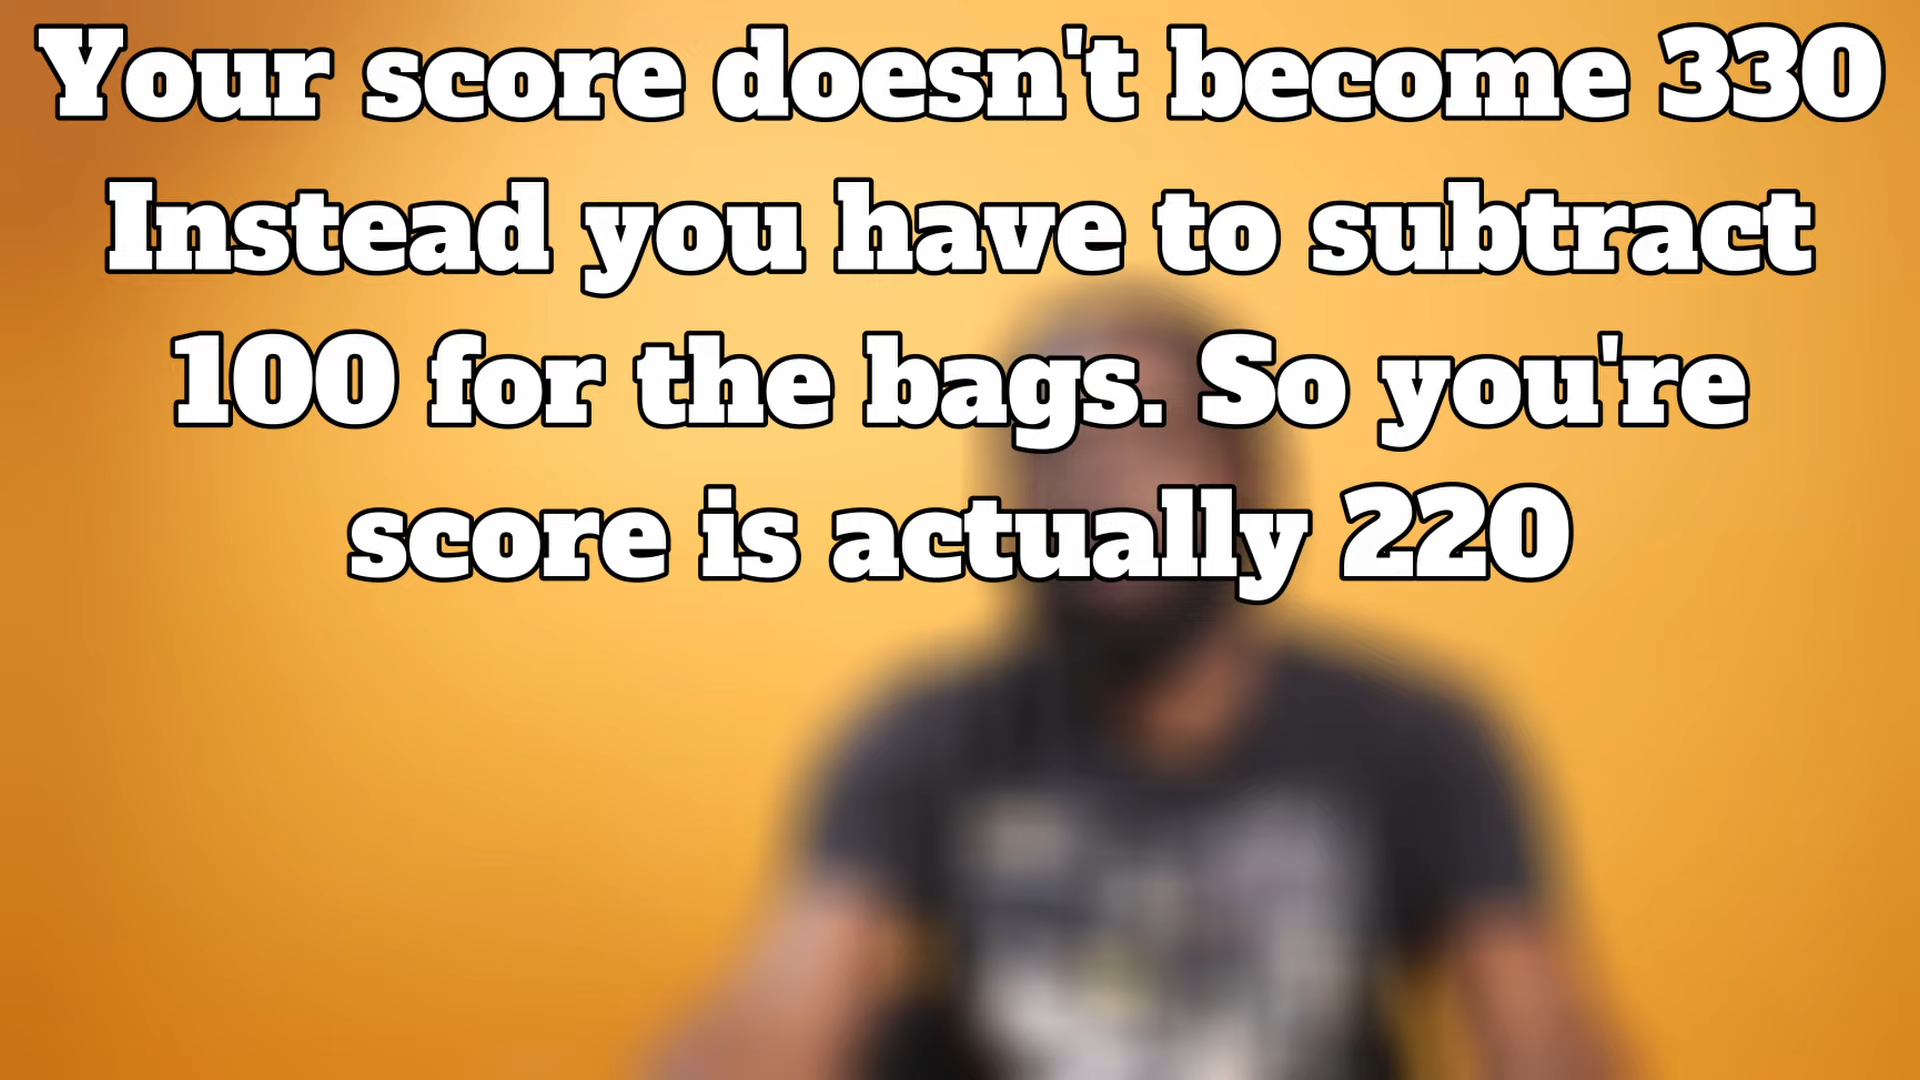 Your score doesn't become 330
Instead you have to subtract
100 for the bags. So you're
score is actually 220